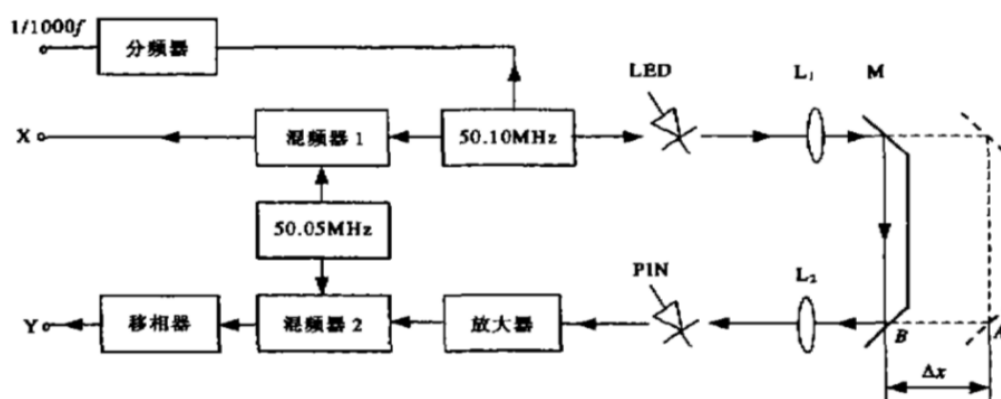 1/1000f
分频器
LED
L₁
M
X
混频器 1
50.10MHz
50.05MHz
PIN
L₂
Y
移相器
混频器 2
放大器
B
A
Δx